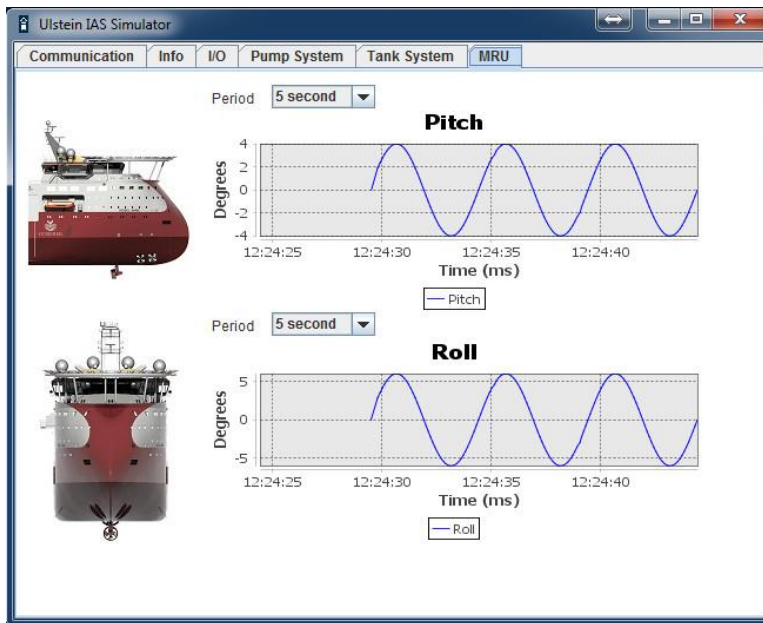 Ulstein IAS Simulator
Communication Info I/O Pump System Tank System MRU
Period 5 second
Pitch
Degrees
4
2
0
-2
-4
12:24:25 12:24:30 12:24:35 12:24:40
Time (ms)
Pitch
Period 5 second
Roll
Degrees
5
0
-5
12:24:25 12:24:30 12:24:35 12:24:40
Time (ms)
Roll